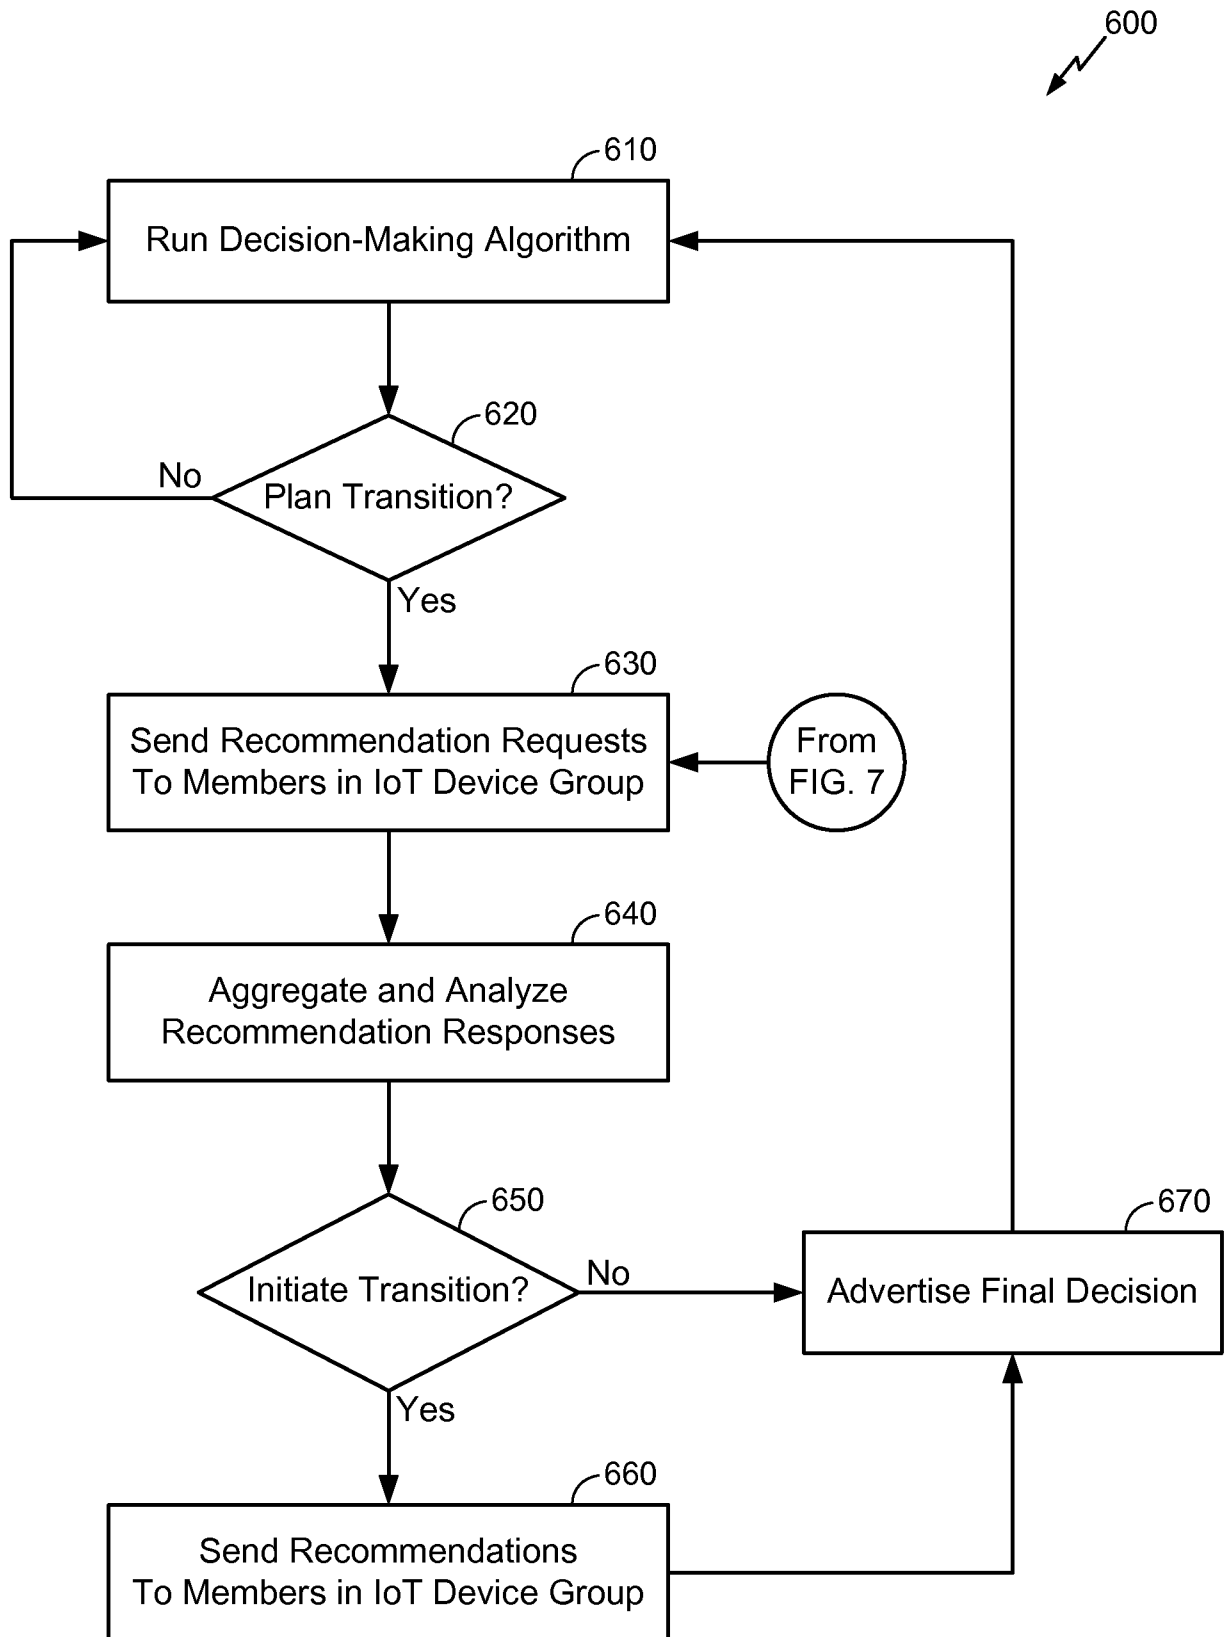 600
610
Run Decision-Making Algorithm
620
No
Plan Transition?
Yes
630
Send Recommendation Requests
To Members in IoT Device Group
From
FIG. 7
640
Aggregate and Analyze
Recommendation Responses
650
Initiate Transition?
No
670
Advertise Final Decision
Yes
660
Send Recommendations
To Members in IoT Device Group